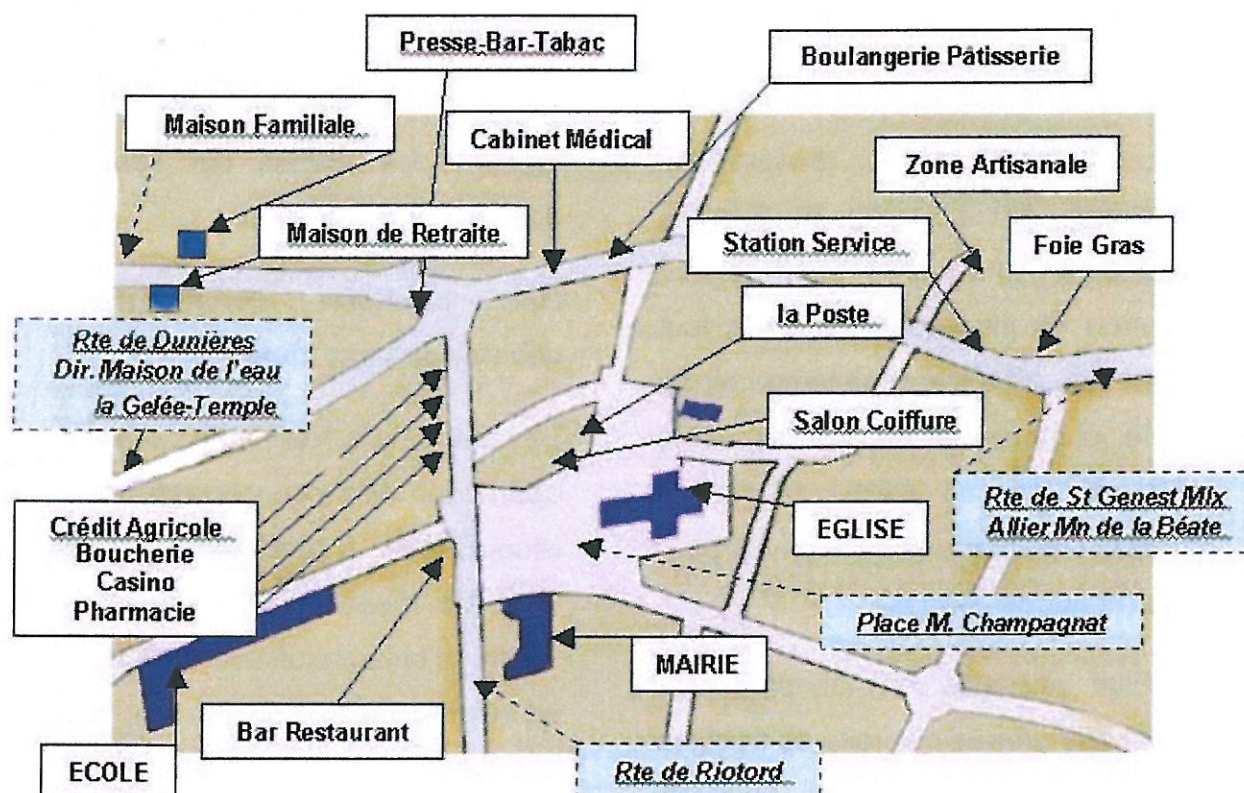 Presse-Bar-Tabac
Boulangerie Pâtisserie
Maison Familiale
Cabinet Médical
Zone Artisanale
Maison de Retraite
Station Service
Foie Gras
la Poste
Rte de Dunières
Dir. Maison de l'eau
la Gelée-Temple
Salon Coiffure
Rte de St Genest Mlx
Allier Mn de la Béate
EGLISE
Crédit Agricole
Boucherie
Casino
Pharmacie
Place M. Champagnat
MAIRIE
Bar Restaurant
ECOLE
Rte de Riotord